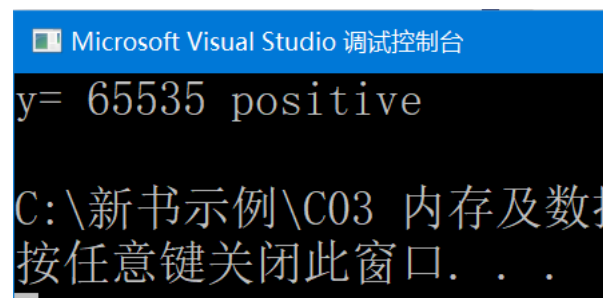 Microsoft Visual Studio 调试控制台
y= 65535 positive
C:\新书示例\C03 内存及数据
按任意键关闭此窗口. . .